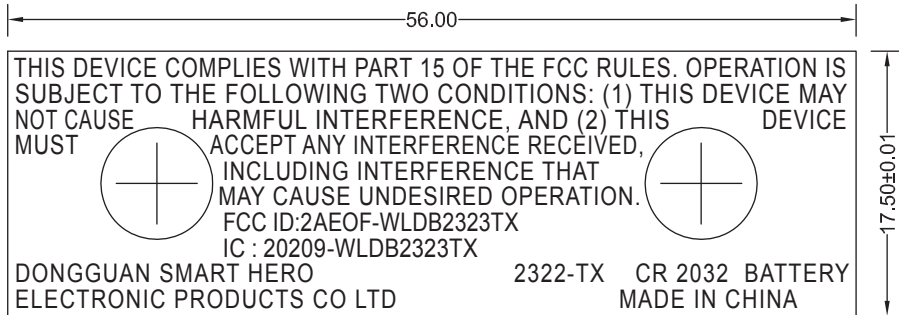 56.00
THIS DEVICE COMPLIES WITH PART 15 OF THE FCC RULES. OPERATION IS
SUBJECT TO THE FOLLOWING TWO CONDITIONS: (1) THIS DEVICE MAY
NOT CAUSE HARMFUL INTERFERENCE, AND (2) THIS DEVICE
MUST ACCEPT ANY INTERFERENCE RECEIVED,
INCLUDING INTERFERENCE THAT
MAY CAUSE UNDESIRED OPERATION.
FCC ID:2AEOF-WLDB2323TX
IC : 20209-WLDB2323TX
DONGGUAN SMART HERO 2322-TX CR 2032 BATTERY
ELECTRONIC PRODUCTS CO LTD MADE IN CHINA
17.50±0.01